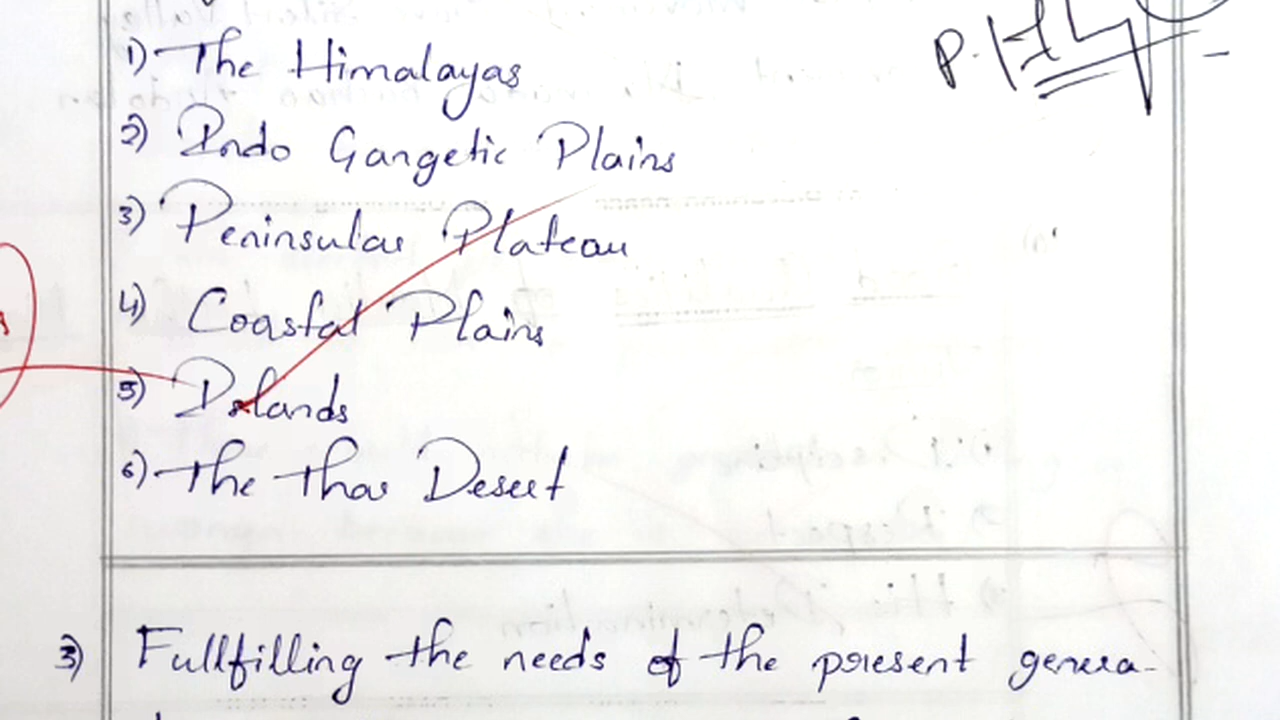 1) The Himalayas
2) Indo Gangetic Plains
3) Peninsular Plateau
4) Coastal Plains
5) Islands
6) The Thar Desert
3) Fullfilling the needs of the present genera-